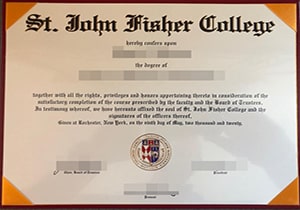 St. John Fisher College
hereby confers upon
the degree of
together with all the rights, privileges and honors appertaining thereto in consideration of the
satisfactory completion of the course prescribed by the faculty and the Board of Trustees.
In testimony whereof, we have hereunto affixed the seal of St. John Fisher College and the
signatures of the officers thereof.
Given at Rochester, New York, on the ninth day of May, two thousand and twenty.
Chair, Board of Trustees
President